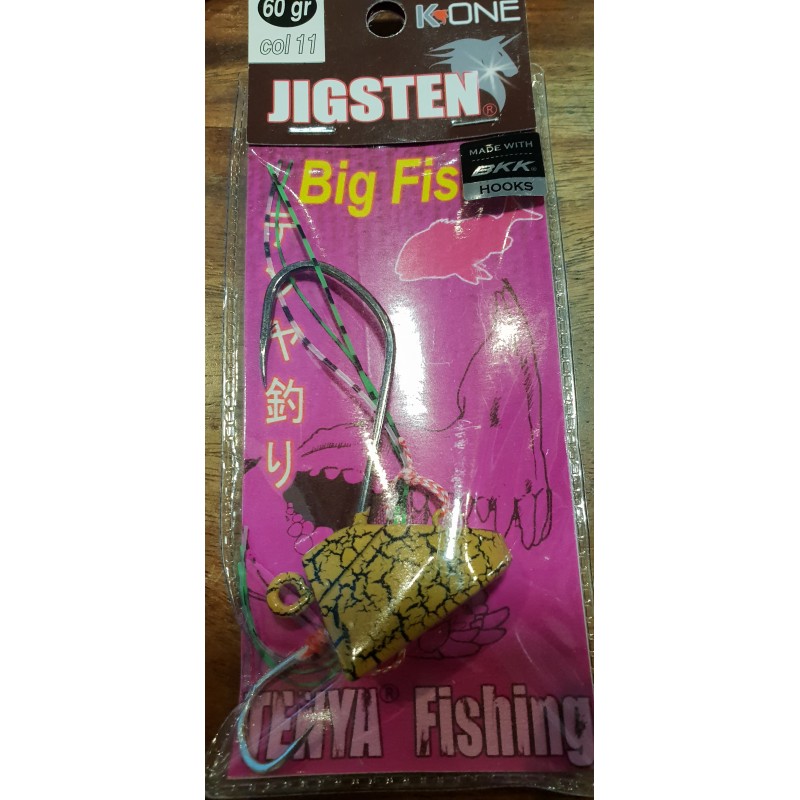 60 gr
col 11
K-ONE
JIGSTEN®
MADE WITH
BKK®
HOOKS
Big Fis
テンヤ釣り
TENYA® Fishing